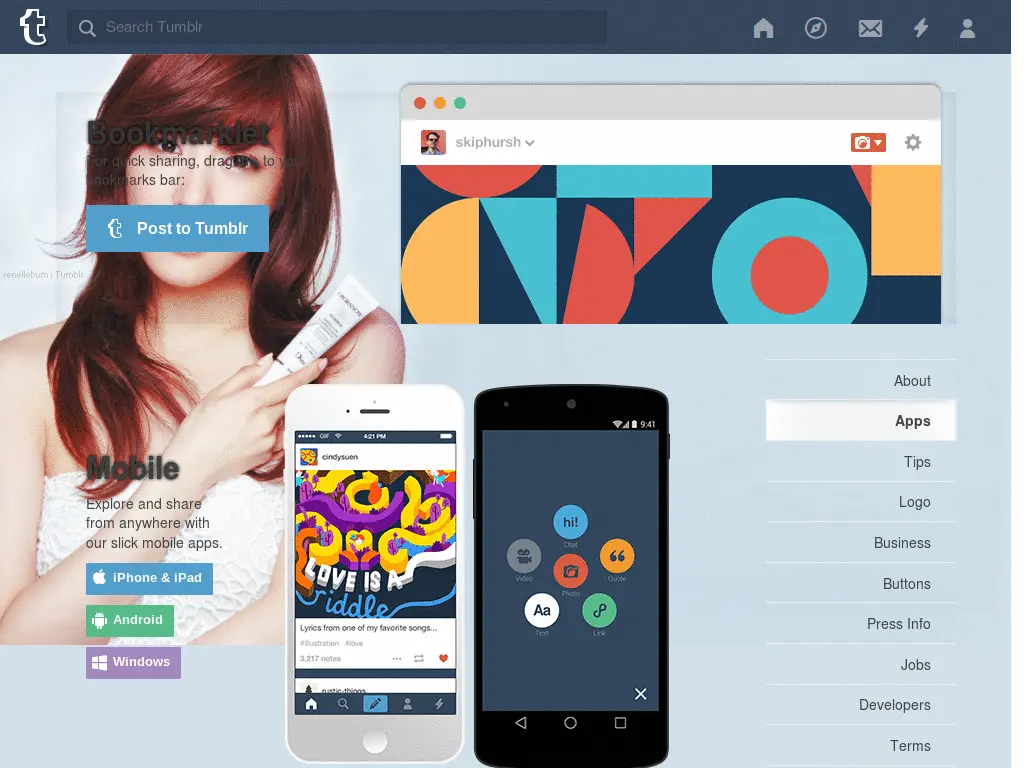 Search Tumblr
Bookmarklet
For quick sharing, drag this to your
bookmarks bar:
Post to Tumblr
renellebum | Tumblr
skiphursh
Mobile
Explore and share
from anywhere with
our slick mobile apps.
iPhone & iPad
Android
Windows
GIF
4:21 PM
cindysuen
LOVE IS A
riddle
Lyrics from one of my favorite songs...
#illustration #love
3,217 notes
rustic-things
9:41
hi!
Chat
Video
Quote
Photo
Aa
Text
Link
About
Apps
Tips
Logo
Business
Buttons
Press Info
Jobs
Developers
Terms
Dior